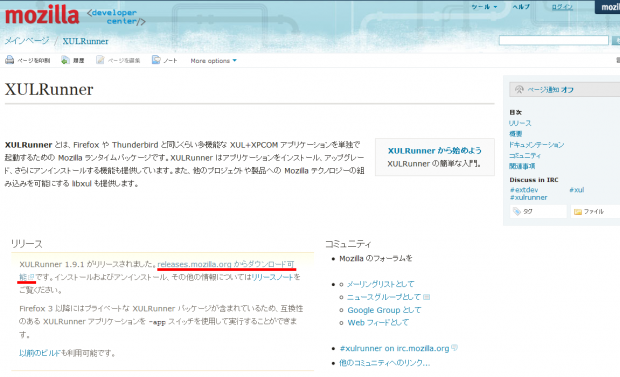 mozilla <developer center/>
ツール ▾ ヘルプ ログイン
メインページ / XULRunner
ページを印刷 履歴 ページを編集 ノート More options ▾
XULRunner
XULRunner とは、Firefox や Thunderbird と同じくらい多機能な XUL+XPCOM アプリケーションを単独で
起動するための Mozilla ランタイムパッケージです。XULRunner はアプリケーションをインストール、アップグレー
ド、さらにアンインストールする機能も提供しています。また、他のプロジェクトや製品への Mozilla テクノロジーの組
み込みを可能にする libxul も提供します。
XULRunner から始めよう
XULRunner の簡単な入門。
ページ通知 オフ
目次
リリース
概要
ドキュメンテーション
コミュニティ
関連事項
Discuss in IRC
#extdev #xul
#xulrunner
タグ ファイル
リリース
XULRunner 1.9.1 がリリースされました。releases.mozilla.org からダウンロード可
能です。インストールおよびアンインストール、その他の情報についてはリリースノートを
ご覧ください。
Firefox 3 以降にはプライベートな XULRunner パッケージが含まれているため、互換性
のある XULRunner アプリケーションを -app スイッチを使用して実行することができ
ます。
以前のビルドも利用可能です。
コミュニティ
Mozilla のフォーラムを
メーリングリストとして
ニュースグループとして
Google Group として
Web フィードとして
#xulrunner on irc.mozilla.org
他のコミュニティへのリンク...